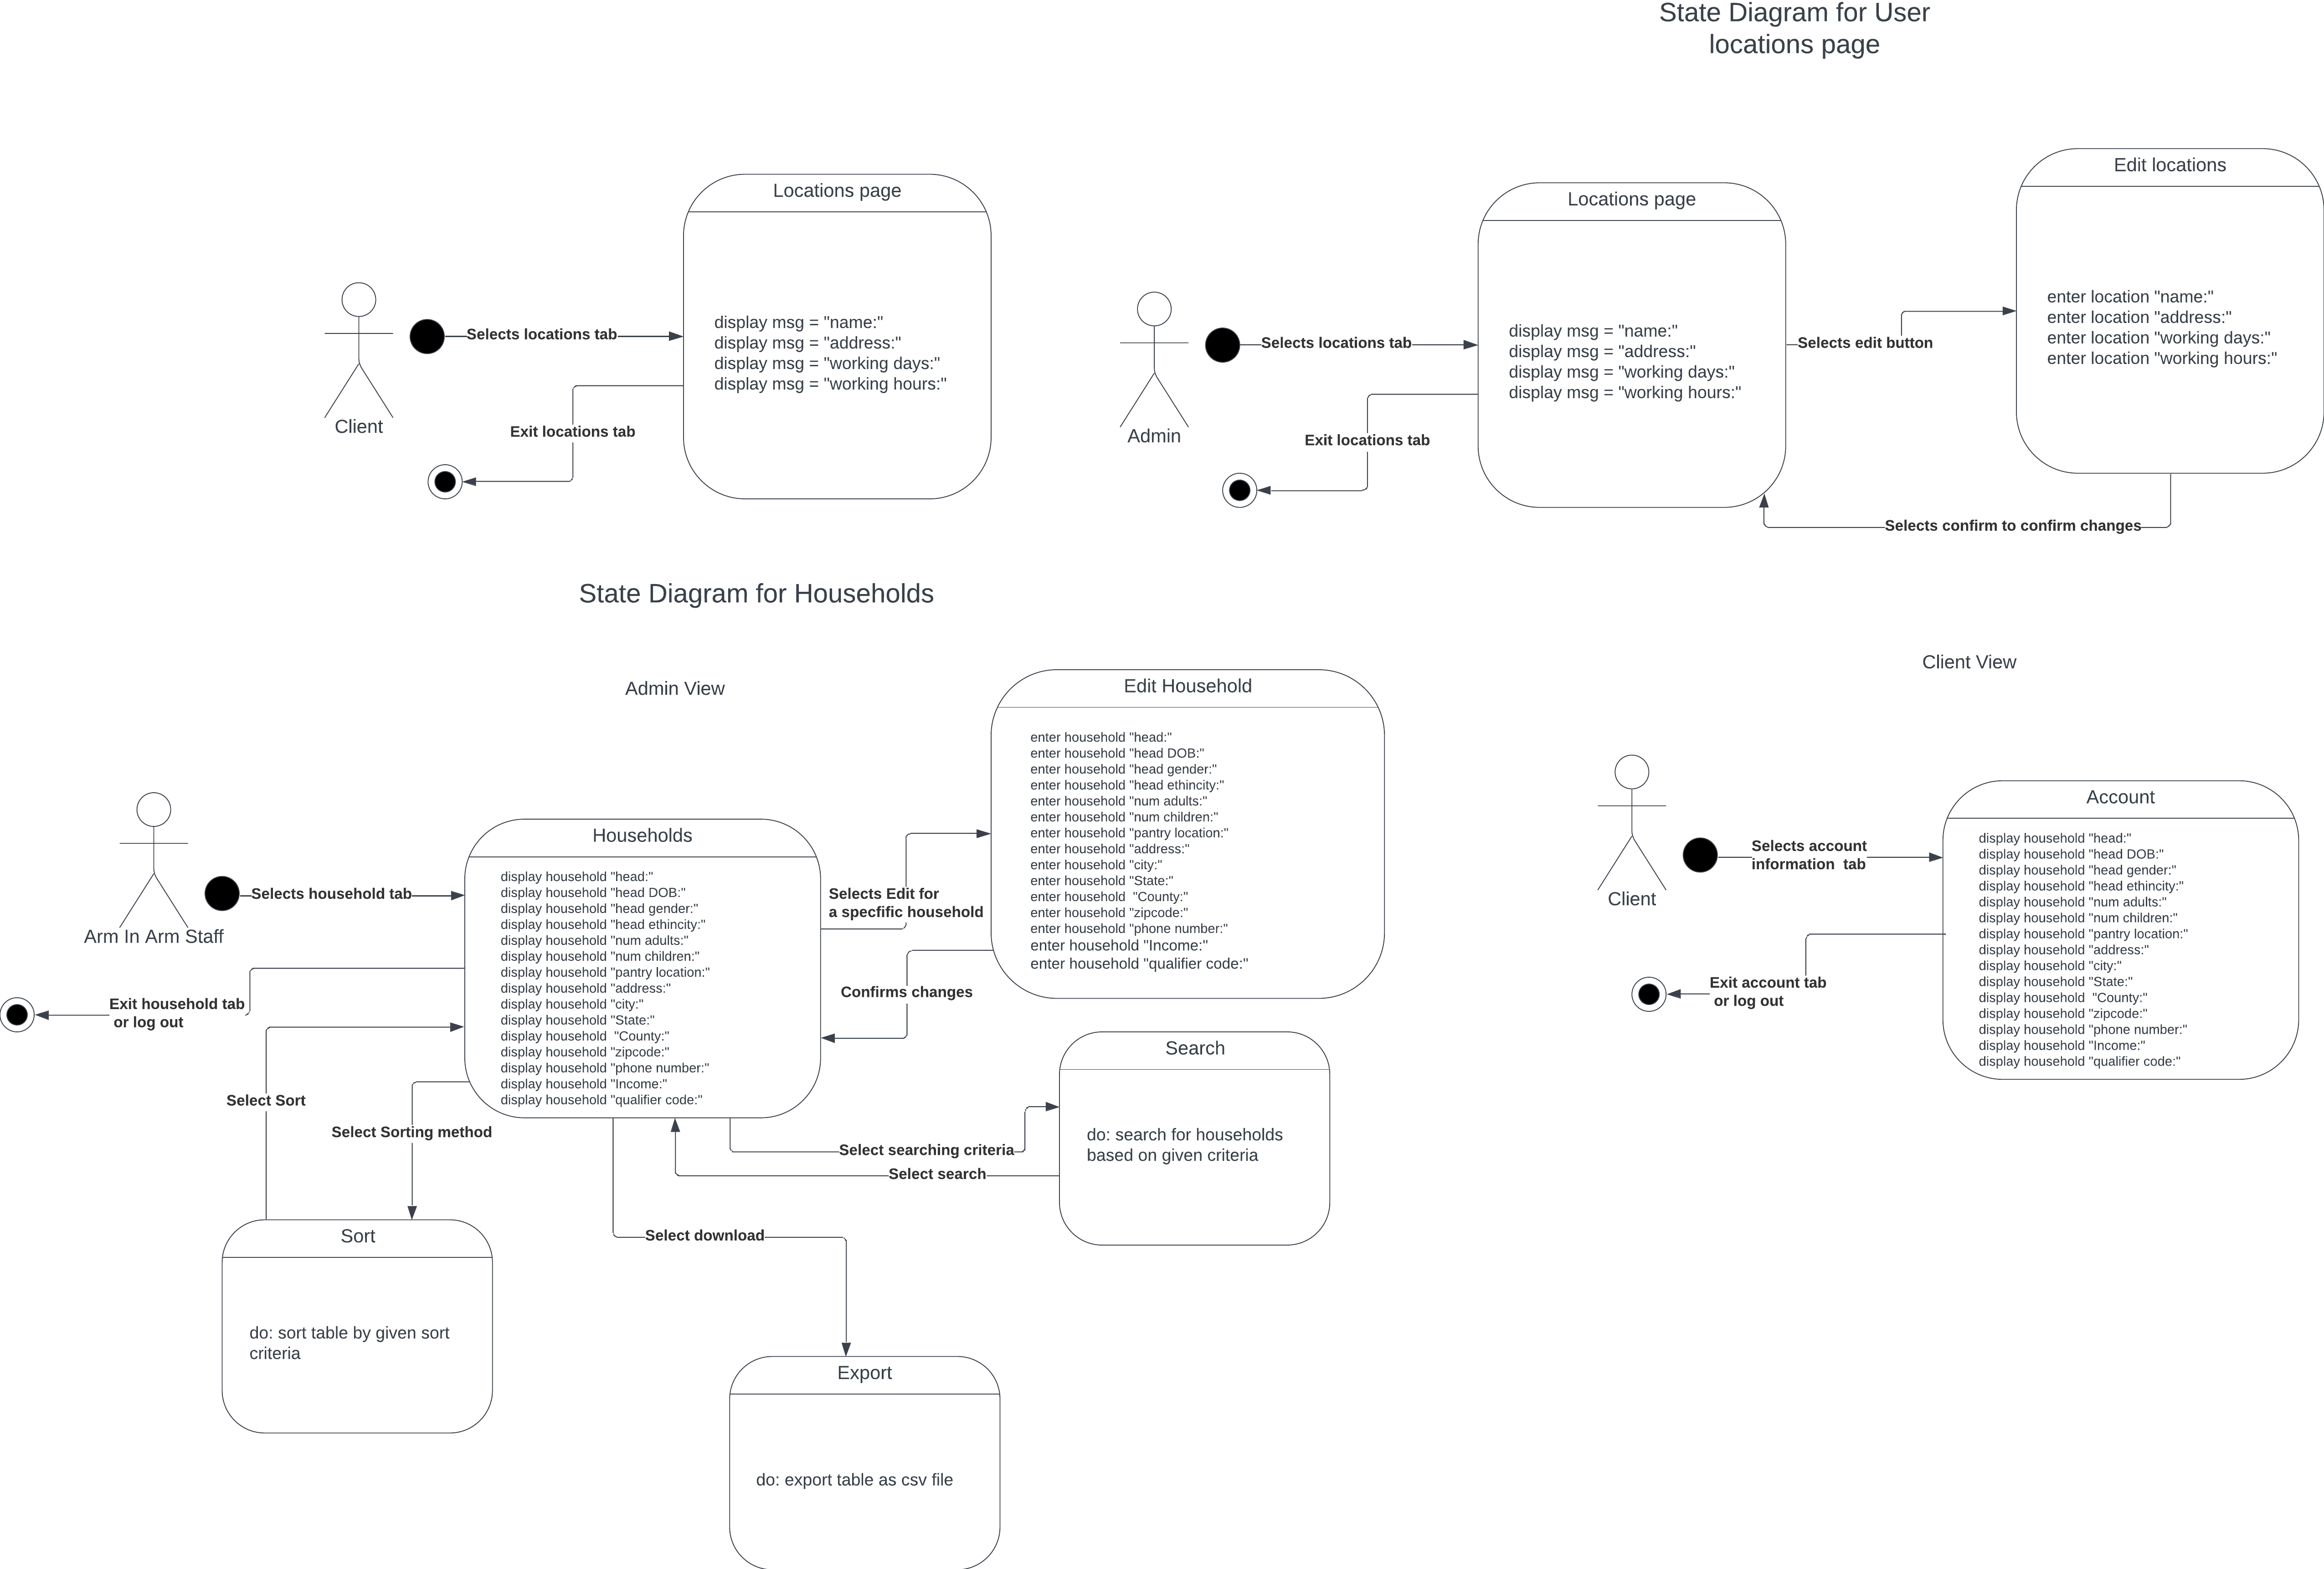 State Diagram for User
locations page
Locations page
display msg = "name:"
display msg = "address:"
display msg = "working days:"
display msg = "working hours:"
Client
Selects locations tab
Exit locations tab
Locations page
display msg = "name:"
display msg = "address:"
display msg = "working days:"
display msg = "working hours:"
Admin
Selects locations tab
Exit locations tab
Selects edit button
Edit locations
enter location "name:"
enter location "address:"
enter location "working days:"
enter location "working hours:"
Selects confirm to confirm changes
State Diagram for Households
Admin View
Arm In Arm Staff
Selects household tab
Exit household tab
or log out
Households
display household "head:"
display household "head DOB:"
display household "head gender:"
display household "head ethincity:"
display household "num adults:"
display household "num children:"
display household "pantry location:"
display household "address:"
display household "city:"
display household "State:"
display household  "County:"
display household "zipcode:"
display household "phone number:"
display household "Income:"
display household "qualifier code:"
Selects Edit for
a specfific household
Confirms changes
Edit Household
enter household "head:"
enter household "head DOB:"
enter household "head gender:"
enter household "head ethincity:"
enter household "num adults:"
enter household "num children:"
enter household "pantry location:"
enter household "address:"
enter household "city:"
enter household "State:"
enter household  "County:"
enter household "zipcode:"
enter household "phone number:"
enter household "Income:"
enter household "qualifier code:"
Select Sort
Select Sorting method
Select searching criteria
Select search
Search
do: search for households
based on given criteria
Select download
Sort
do: sort table by given sort
criteria
Export
do: export table as csv file
Client View
Client
Selects account
information  tab
Exit account tab
or log out
Account
display household "head:"
display household "head DOB:"
display household "head gender:"
display household "head ethincity:"
display household "num adults:"
display household "num children:"
display household "pantry location:"
display household "address:"
display household "city:"
display household "State:"
display household  "County:"
display household "zipcode:"
display household "phone number:"
display household "Income:"
display household "qualifier code:"